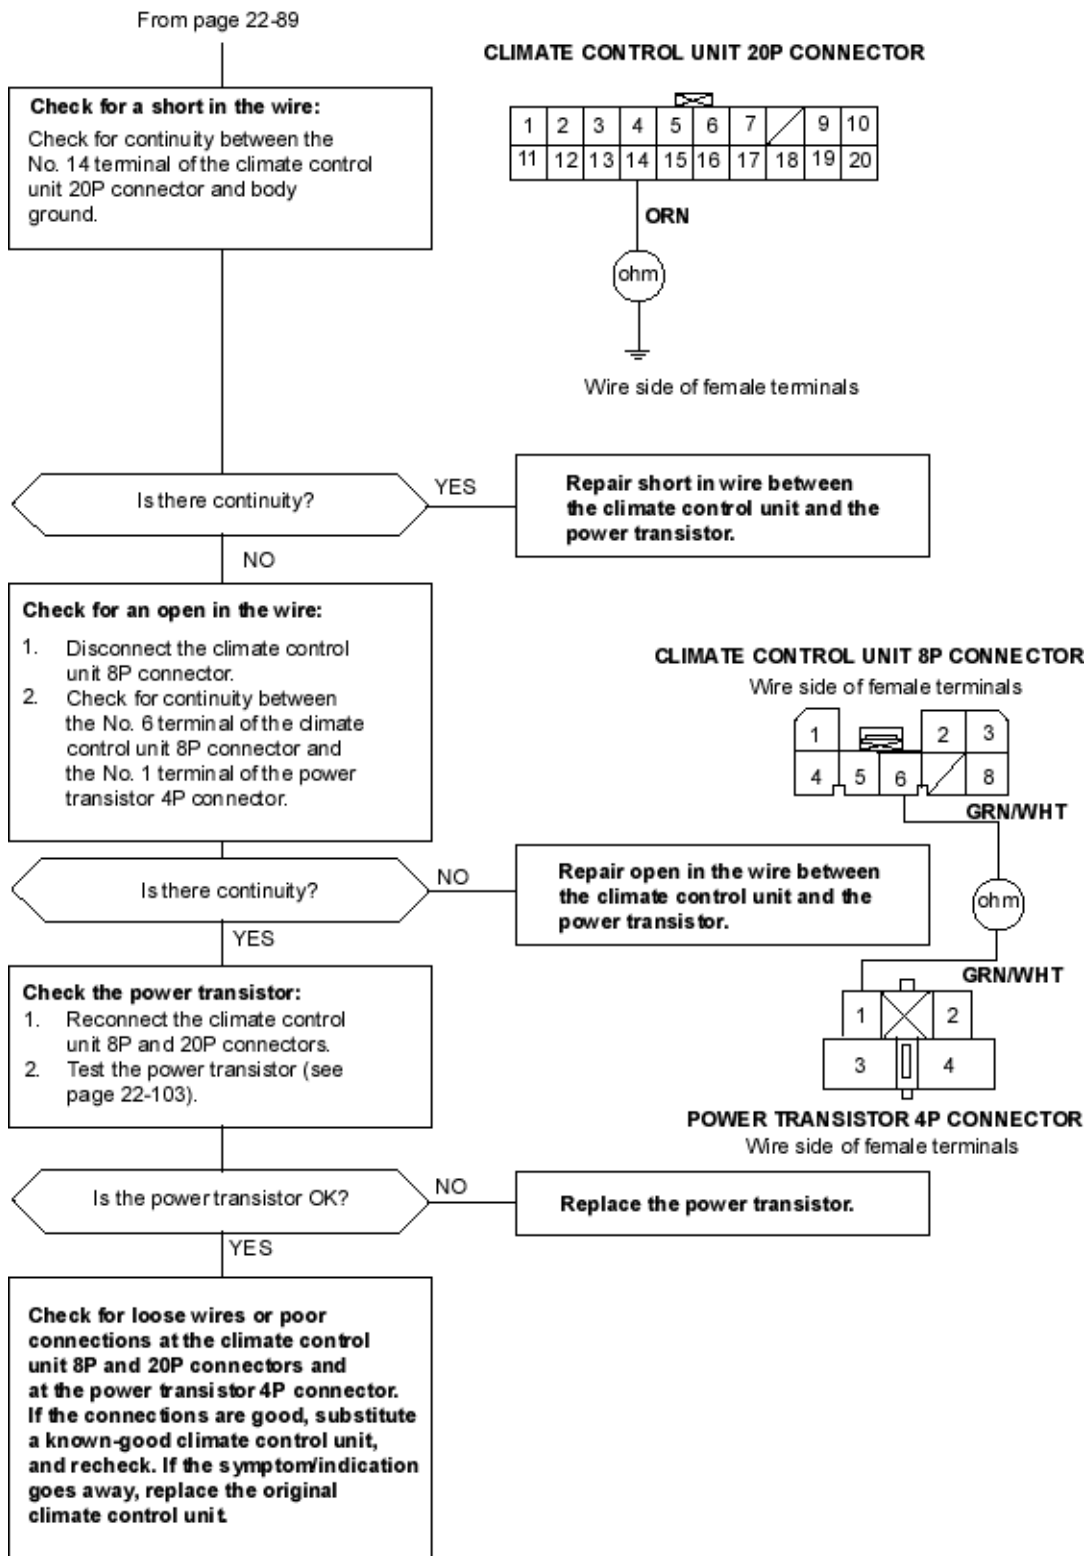 From page 22-89
CLIMATE CONTROL UNIT 20P CONNECTOR
Check for a short in the wire:
Check for continuity between the
No. 14 terminal of the climate control
unit 20P connector and body
ground.
1 2 3 4 5 6 7 9 10
11 12 13 14 15 16 17 18 19 20
ORN
ohm
Wire side of female terminals
Is there continuity?
YES
Repair short in wire between
the climate control unit and the
power transistor.
NO
Check for an open in the wire:
1. Disconnect the climate control
unit 8P connector.
2. Check for continuity between
the No. 6 terminal of the climate
control unit 8P connector and
the No. 1 terminal of the power
transistor 4P connector.
CLIMATE CONTROL UNIT 8P CONNECTOR
Wire side of female terminals
1 2 3
4 5 6 8
GRN/WHT
ohm
GRN/WHT
1 2
3 4
POWER TRANSISTOR 4P CONNECTOR
Wire side of female terminals
Is there continuity?
NO
Repair open in the wire between
the climate control unit and the
power transistor.
YES
Check the power transistor:
1. Reconnect the climate control
unit 8P and 20P connectors.
2. Test the power transistor (see
page 22-103).
Is the power transistor OK?
NO
Replace the power transistor.
YES
Check for loose wires or poor
connections at the climate control
unit 8P and 20P connectors and
at the power transistor 4P connector.
If the connections are good, substitute
a known-good climate control unit,
and recheck. If the symptom/indication
goes away, replace the original
climate control unit.